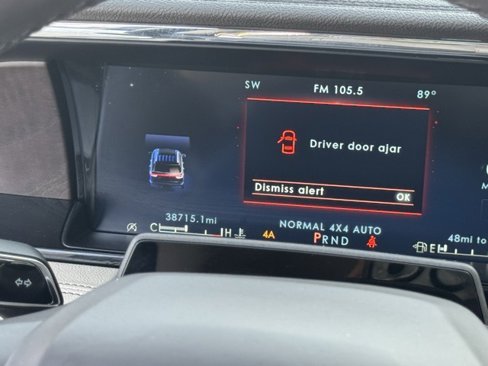 SW FM 105.5 89°
Driver door ajar
Dismiss alert OK
38715.1mi
NORMAL 4X4 AUTO
C H 4A PRND E 48mi to